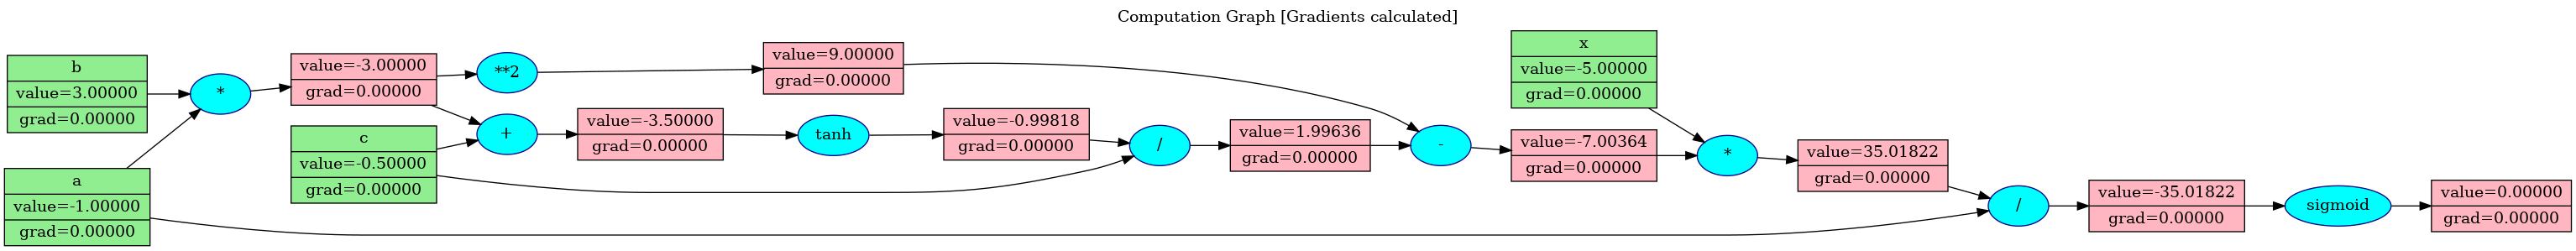 Computation Graph [Gradients calculated]
b
value=3.00000
grad=0.00000
a
value=-1.00000
grad=0.00000
*
value=-3.00000
grad=0.00000
c
value=-0.50000
grad=0.00000
**2
+
value=-3.50000
grad=0.00000
value=9.00000
grad=0.00000
tanh
value=-0.99818
grad=0.00000
/
value=1.99636
grad=0.00000
-
x
value=-5.00000
grad=0.00000
value=-7.00364
grad=0.00000
*
value=35.01822
grad=0.00000
/
value=-35.01822
grad=0.00000
sigmoid
value=0.00000
grad=0.00000